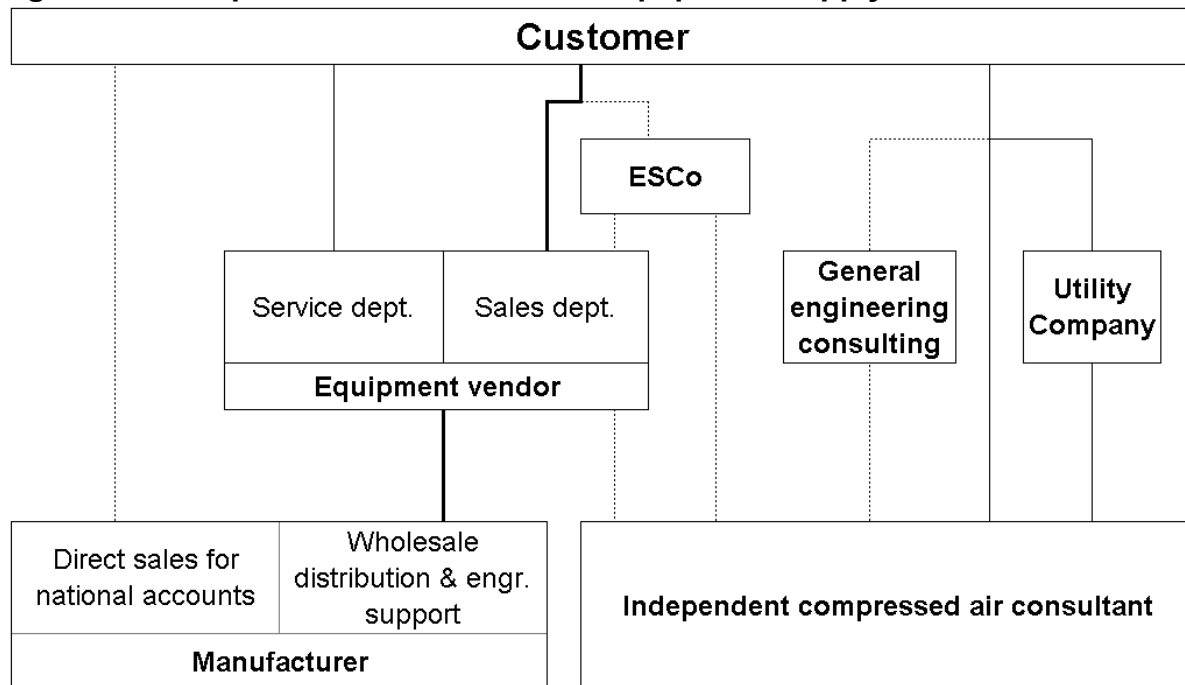 Customer
ESCo
Service dept.
Sales dept.
Equipment vendor
General
engineering
consulting
Utility
Company
Direct sales for
national accounts
Wholesale
distribution & engr.
support
Manufacturer
Independent compressed air consultant